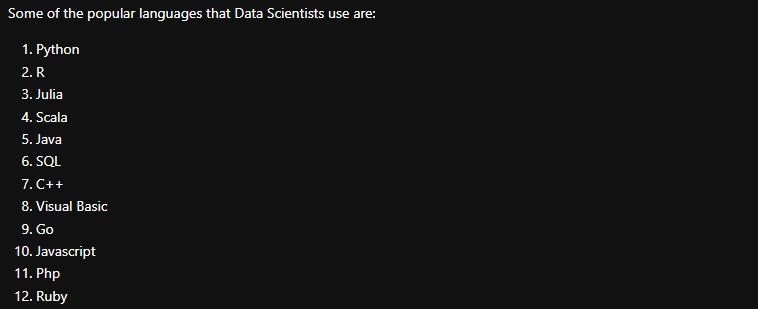 Some of the popular languages that Data Scientists use are:
1. Python
2. R
3. Julia
4. Scala
5. Java
6. SQL
7. C++
8. Visual Basic
9. Go
10. Javascript
11. Php
12. Ruby